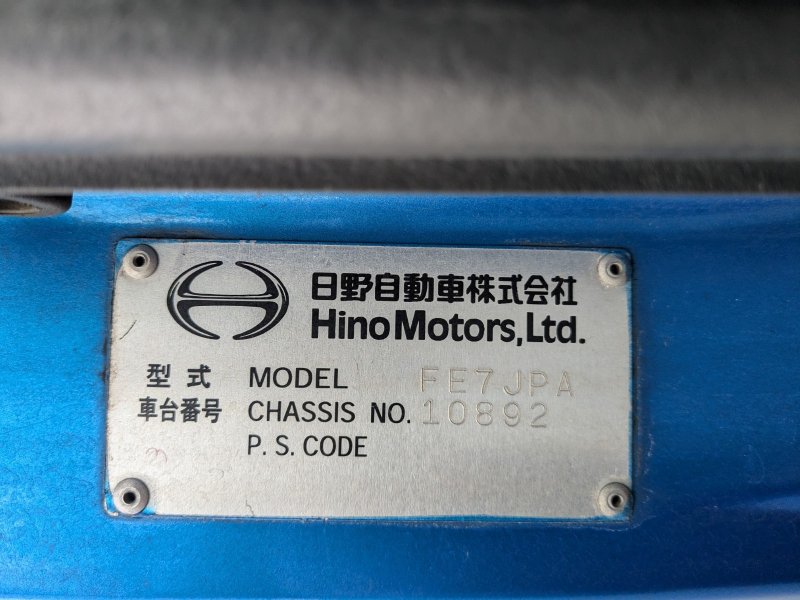 日野自動車株式会社
Hino Motors, Ltd.
型式 MODEL FE7JPA
車台番号 CHASSIS NO. 10892
P. S. CODE